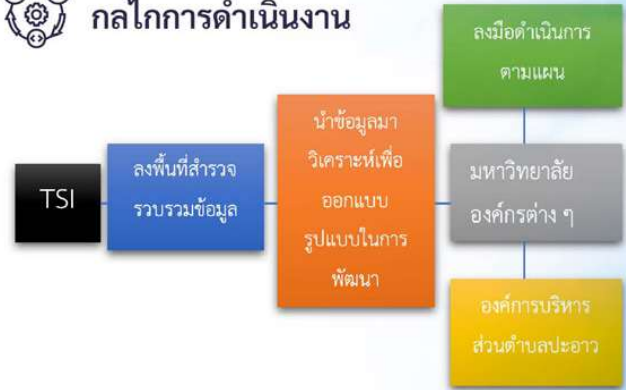 กลไกการดำเนินงาน
TSI
ลงพื้นที่สำรวจ
รวบรวมข้อมูล
นำข้อมูลมา
วิเคราะห์เพื่อ
ออกแบบ
รูปแบบในการ
พัฒนา
ลงมือดำเนินการ
ตามแผน
มหาวิทยาลัย
องค์กรต่าง ๆ
องค์การบริหาร
ส่วนตำบลปะอาว